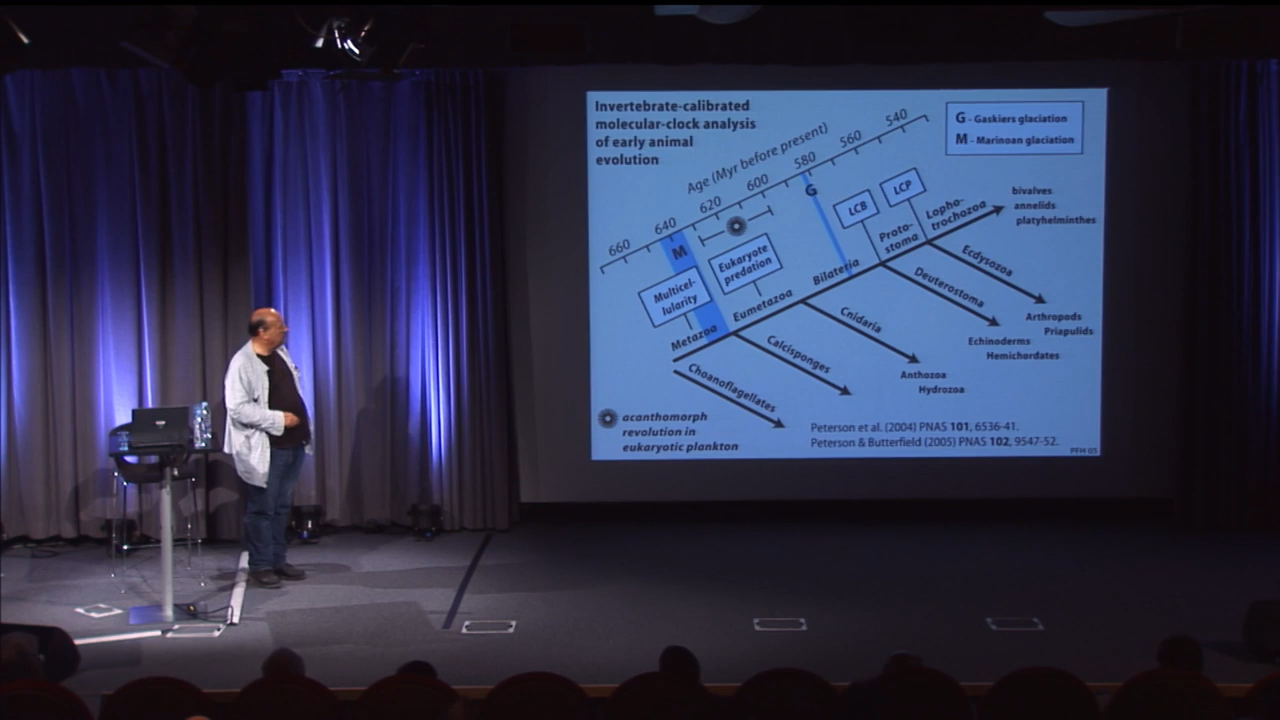 Invertebrate-calibrated
molecular-clock analysis
of early animal
evolution
G - Gaskiers glaciation
M - Marinoan glaciation
Age (Myr before present)
660
640
620
600
580
560
540
M
G
Multicel-
lularity
Eukaryote
predation
LCB
LCP
Metazoa
Eumetazoa
Bilateria
Proto-
stoma
Lopho-
trochozoa
bivalves
annelids
platyhelminthes
Ecdysozoa
Arthropods
Priapulids
Deuterostoma
Echinoderms
Hemichordates
Cnidaria
Anthozoa
Hydrozoa
Calcisponges
Choanoflagellates
acanthomorph
revolution in
eukaryotic plankton
Peterson et al. (2004) PNAS 101, 6536-41.
Peterson & Butterfield (2005) PNAS 102, 9547-52.
PFH 05